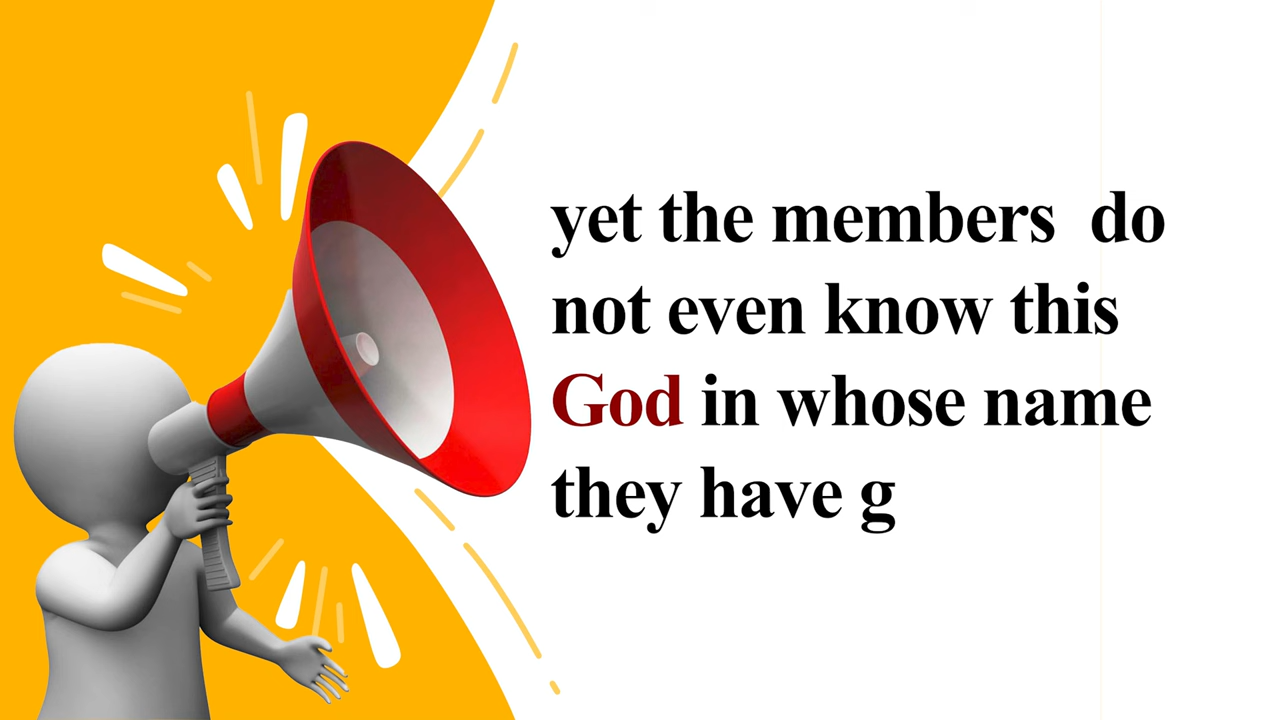 yet the members  do
not even know this
God in whose name
they have g